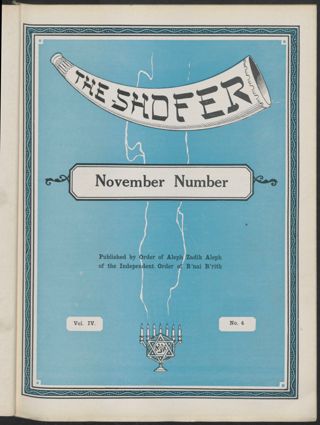 THE SHOFER
November Number
Published by Order of Aleph Zadik Aleph
of the Independent Order of B'nai B'rith
Vol. IV.
No. 4